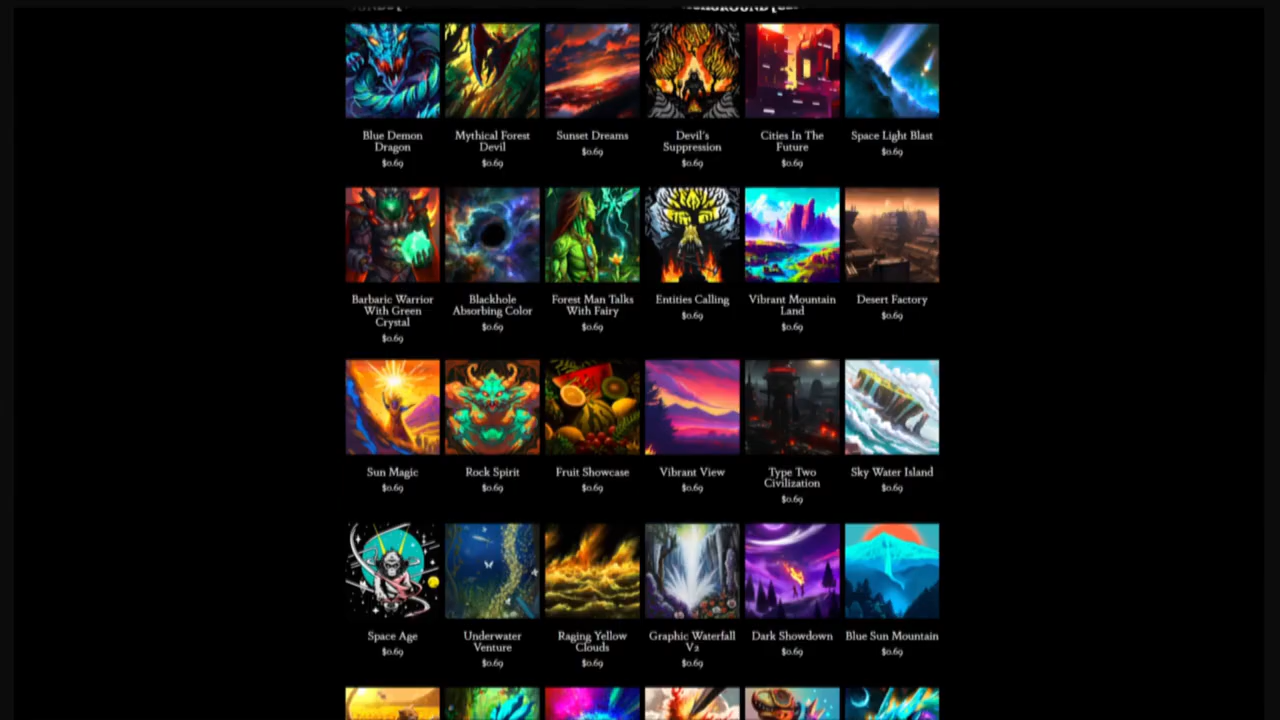 Blue Demon
Dragon
$0.69
Mythical Forest
Devil
$0.69
Sunset Dreams
$0.69
Devil's
Suppression
$0.69
Cities In The
Future
$0.69
Space Light Blast
$0.69
Barbaric Warrior
With Green
Crystal
$0.69
Blackhole
Absorbing Color
$0.69
Forest Man Talks
With Fairy
$0.69
Entities Calling
$0.69
Vibrant Mountain
Land
$0.69
Desert Factory
$0.69
Sun Magic
$0.69
Rock Spirit
$0.69
Fruit Showcase
$0.69
Vibrant View
$0.69
Type Two
Civilization
$0.69
Sky Water Island
$0.69
Space Age
$0.69
Underwater
Venture
$0.69
Raging Yellow
Clouds
$0.69
Graphic Waterfall
V2
$0.69
Dark Showdown
$0.69
Blue Sun Mountain
$0.69